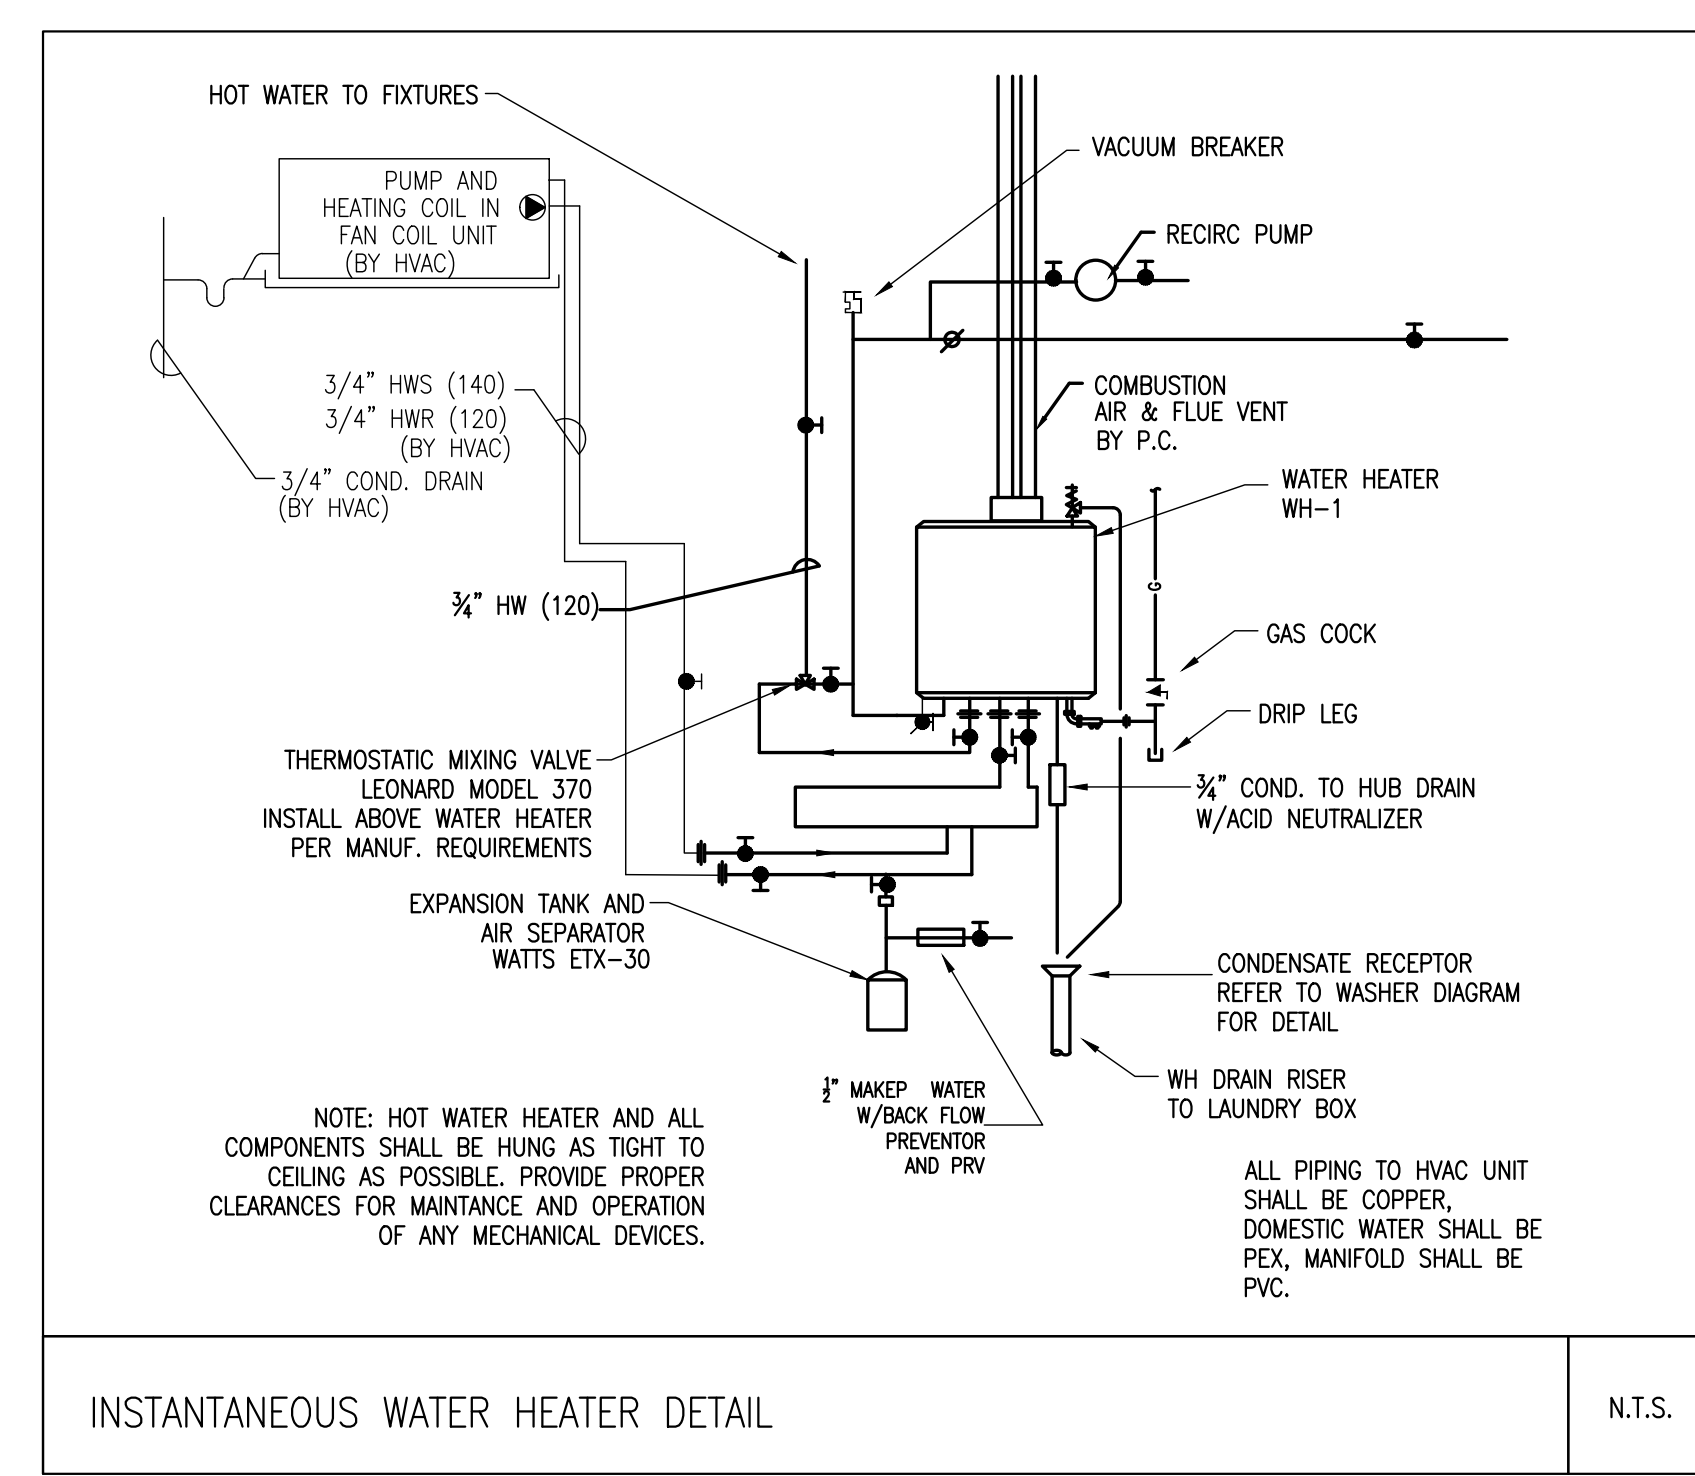 HOT WATER TO FIXTURES
VACUUM BREAKER
PUMP AND
HEATING COIL IN
FAN COIL UNIT
(BY HVAC)
RECIRC PUMP
3/4" HWS (140)
3/4" HWR (120)
(BY HVAC)
3/4" COND. DRAIN
(BY HVAC)
COMBUSTION
AIR & FLUE VENT
BY P.C.
WATER HEATER
WH-1
G
3/4" HW (120)
GAS COCK
DRIP LEG
THERMOSTATIC MIXING VALVE
LEONARD MODEL 370
INSTALL ABOVE WATER HEATER
PER MANUF. REQUIREMENTS
3/4" COND. TO HUB DRAIN
W/ACID NEUTRALIZER
EXPANSION TANK AND
AIR SEPARATOR
WATTS ETX-30
CONDENSATE RECEPTOR
REFER TO WASHER DIAGRAM
FOR DETAIL
WH DRAIN RISER
TO LAUNDRY BOX
1/2" MAKEP WATER
W/BACK FLOW
PREVENTOR
AND PRV
NOTE: HOT WATER HEATER AND ALL
COMPONENTS SHALL BE HUNG AS TIGHT TO
CEILING AS POSSIBLE. PROVIDE PROPER
CLEARANCES FOR MAINTANCE AND OPERATION
OF ANY MECHANICAL DEVICES.
ALL PIPING TO HVAC UNIT
SHALL BE COPPER,
DOMESTIC WATER SHALL BE
PEX, MANIFOLD SHALL BE
PVC.
INSTANTANEOUS WATER HEATER DETAIL
N.T.S.